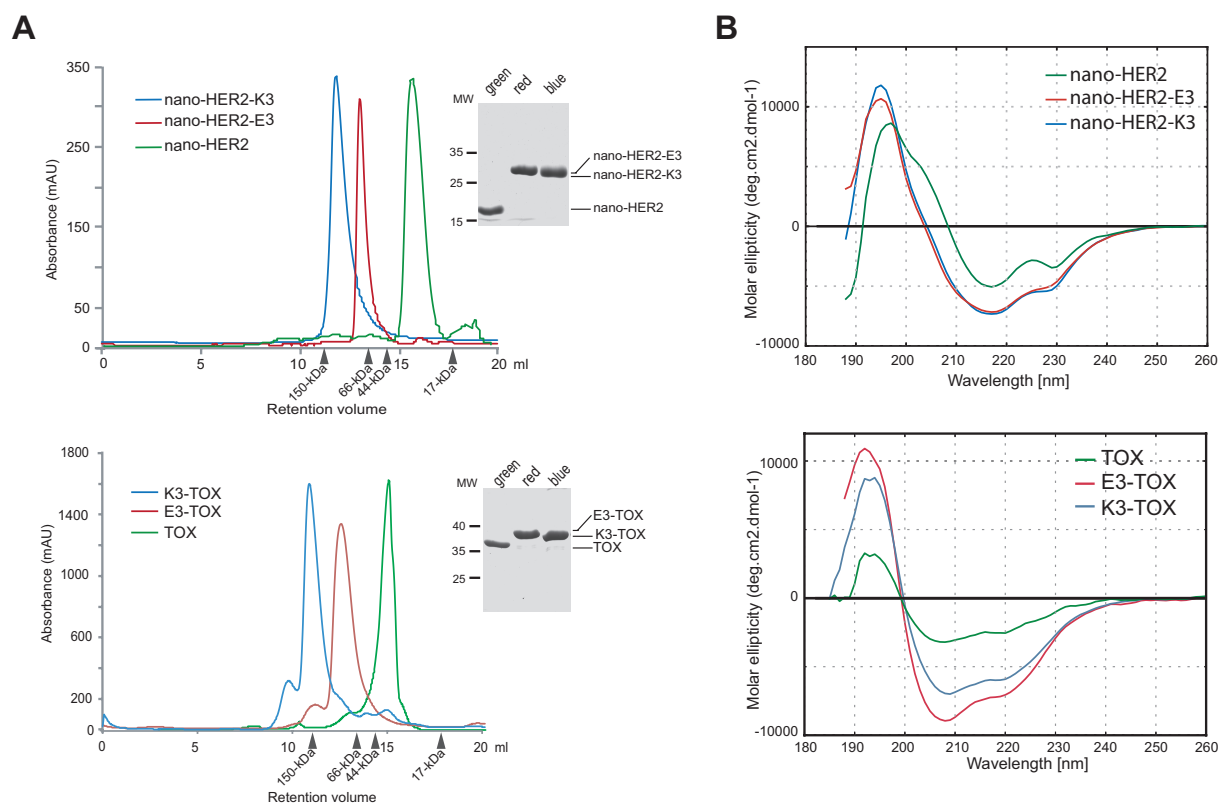 A
350
300
250
150
50
0
Absorbance (mAU)
nano-HER2-K3
nano-HER2-E3
nano-HER2
0
10
15
20
ml
150-kDa
66-kDa
44-kDa
17-kDa
Retention volume
green
red
blue
MW
35
25
15
nano-HER2-E3
nano-HER2-K3
nano-HER2
1800
1400
1000
600
200
0
Absorbance (mAU)
K3-TOX
E3-TOX
TOX
0
5
10
15
20
ml
150-kDa
66-kDa
44-kDa
17-kDa
Retention volume
green
red
blue
MW
40
35
25
E3-TOX
K3-TOX
TOX
B
10000
0
-10000
Molar ellipticity (deg.cm2.dmol-1)
nano-HER2
nano-HER2-E3
nano-HER2-K3
180
190
200
210
220
230
240
250
260
Wavelength [nm]
10000
0
-10000
Molar ellipticity (deg.cm2.dmol-1)
TOX
E3-TOX
K3-TOX
180
190
200
210
220
230
240
250
260
Wavelength [nm]